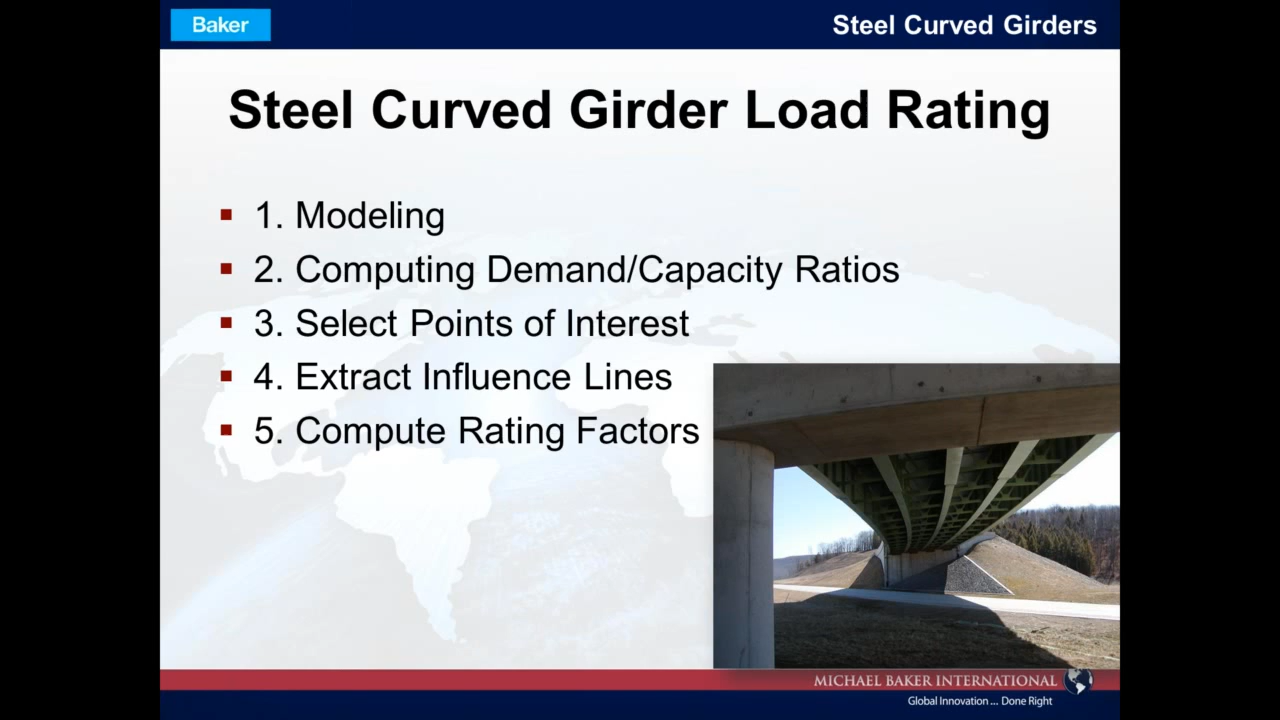 Baker
Steel Curved Girders
Steel Curved Girder Load Rating
1. Modeling
2. Computing Demand/Capacity Ratios
3. Select Points of Interest
4. Extract Influence Lines
5. Compute Rating Factors
MICHAEL BAKER INTERNATIONAL
Global Innovation ... Done Right